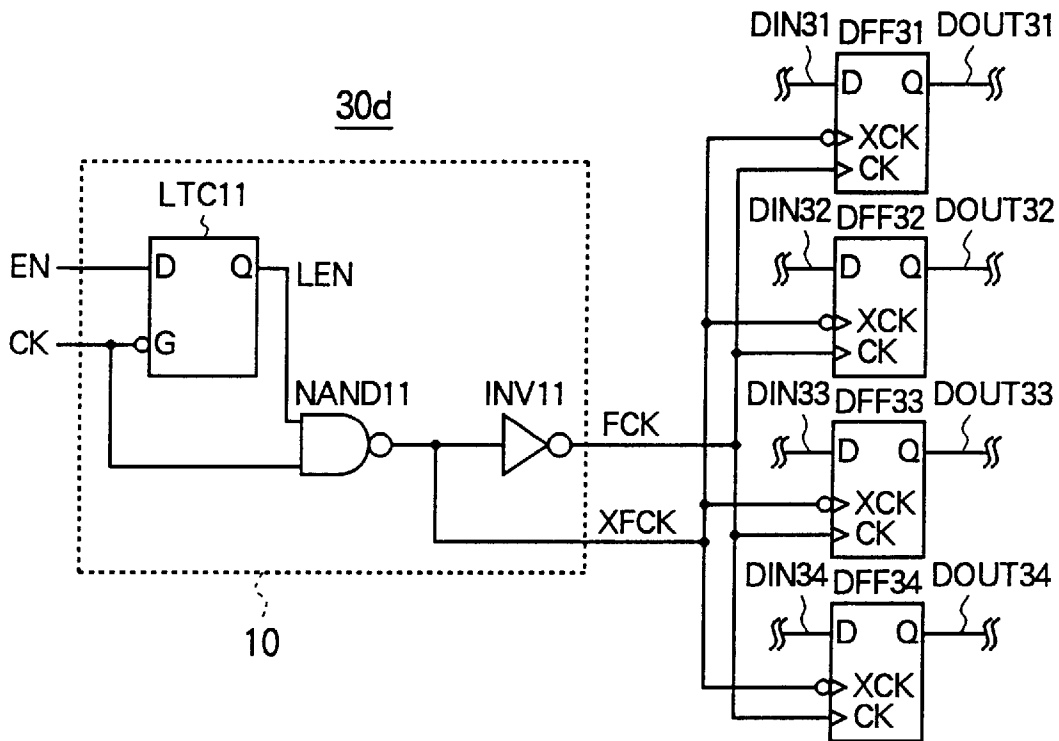 30d
10
LTC11
EN
D
Q
LEN
CK
G
NAND11
INV11
FCK
XFCK
DIN31
DFF31
DOUT31
D
Q
XCK
CK
DIN32
DFF32
DOUT32
D
Q
XCK
CK
DIN33
DFF33
DOUT33
D
Q
XCK
CK
DIN34
DFF34
DOUT34
D
Q
XCK
CK